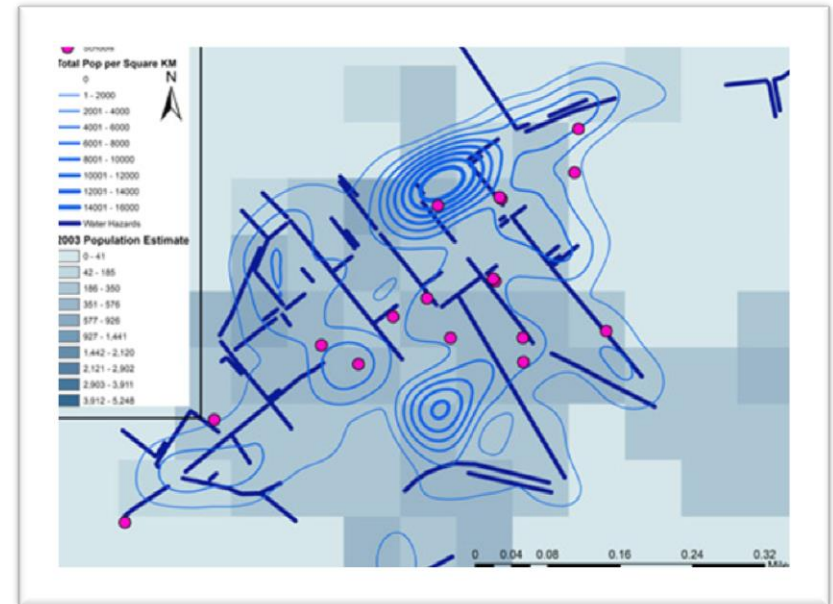 Total Pop per Square KM
N
0
1 - 2000
2001 - 4000
4001 - 6000
6001 - 8000
8001 - 10000
10001 - 12000
12001 - 14000
14001 - 16000
Water Hazards
2003 Population Estimate
0 - 41
42 - 185
186 - 350
351 - 576
577 - 926
927 - 1,441
1,442 - 2,120
2,121 - 2,902
2,903 - 3,911
3,912 - 5,248
0 0.04 0.08 0.16 0.24 0.32